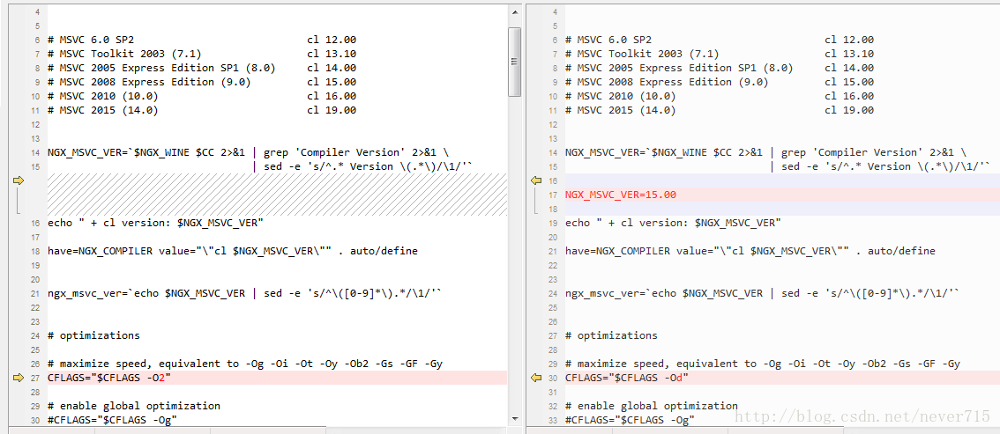 4
5
6 # MSVC 6.0 SP2 cl 12.00
7 # MSVC Toolkit 2003 (7.1) cl 13.10
8 # MSVC 2005 Express Edition SP1 (8.0) cl 14.00
9 # MSVC 2008 Express Edition (9.0) cl 15.00
10 # MSVC 2010 (10.0) cl 16.00
11 # MSVC 2015 (14.0) cl 19.00
12
13
14 NGX_MSVC_VER=`$NGX_WINE $CC 2>&1 | grep 'Compiler Version' 2>&1 \
15 | sed -e 's/^.* Version \(.*\)/\1/'`
16 echo " + cl version: $NGX_MSVC_VER"
17
18 have=NGX_COMPILER value="\"cl $NGX_MSVC_VER\"" . auto/define
19
20
21 ngx_msvc_ver=`echo $NGX_MSVC_VER | sed -e 's/^\([0-9]*\).*/\1/'`
22
23
24 # optimizations
25
26 # maximize speed, equivalent to -Og -Oi -Ot -Oy -Ob2 -Gs -GF -Gy
27 CFLAGS="$CFLAGS -O2"
28
29 # enable global optimization
30 #CFLAGS="$CFLAGS -Og"
4
5
6 # MSVC 6.0 SP2 cl 12.00
7 # MSVC Toolkit 2003 (7.1) cl 13.10
8 # MSVC 2005 Express Edition SP1 (8.0) cl 14.00
9 # MSVC 2008 Express Edition (9.0) cl 15.00
10 # MSVC 2010 (10.0) cl 16.00
11 # MSVC 2015 (14.0) cl 19.00
12
13
14 NGX_MSVC_VER=`$NGX_WINE $CC 2>&1 | grep 'Compiler Version' 2>&1 \
15 | sed -e 's/^.* Version \(.*\)/\1/'`
16
17 NGX_MSVC_VER=15.00
18
19 echo " + cl version: $NGX_MSVC_VER"
20
21 have=NGX_COMPILER value="\"cl $NGX_MSVC_VER\"" . auto/define
22
23
24 ngx_msvc_ver=`echo $NGX_MSVC_VER | sed -e 's/^\([0-9]*\).*/\1/'`
25
26
27 # optimizations
28
29 # maximize speed, equivalent to -Og -Oi -Ot -Oy -Ob2 -Gs -GF -Gy
30 CFLAGS="$CFLAGS -Od"
31
32 # enable global optimization
33 #CFLAGS="$CFLAGS -Og"
http://blog.csdn.net/never715